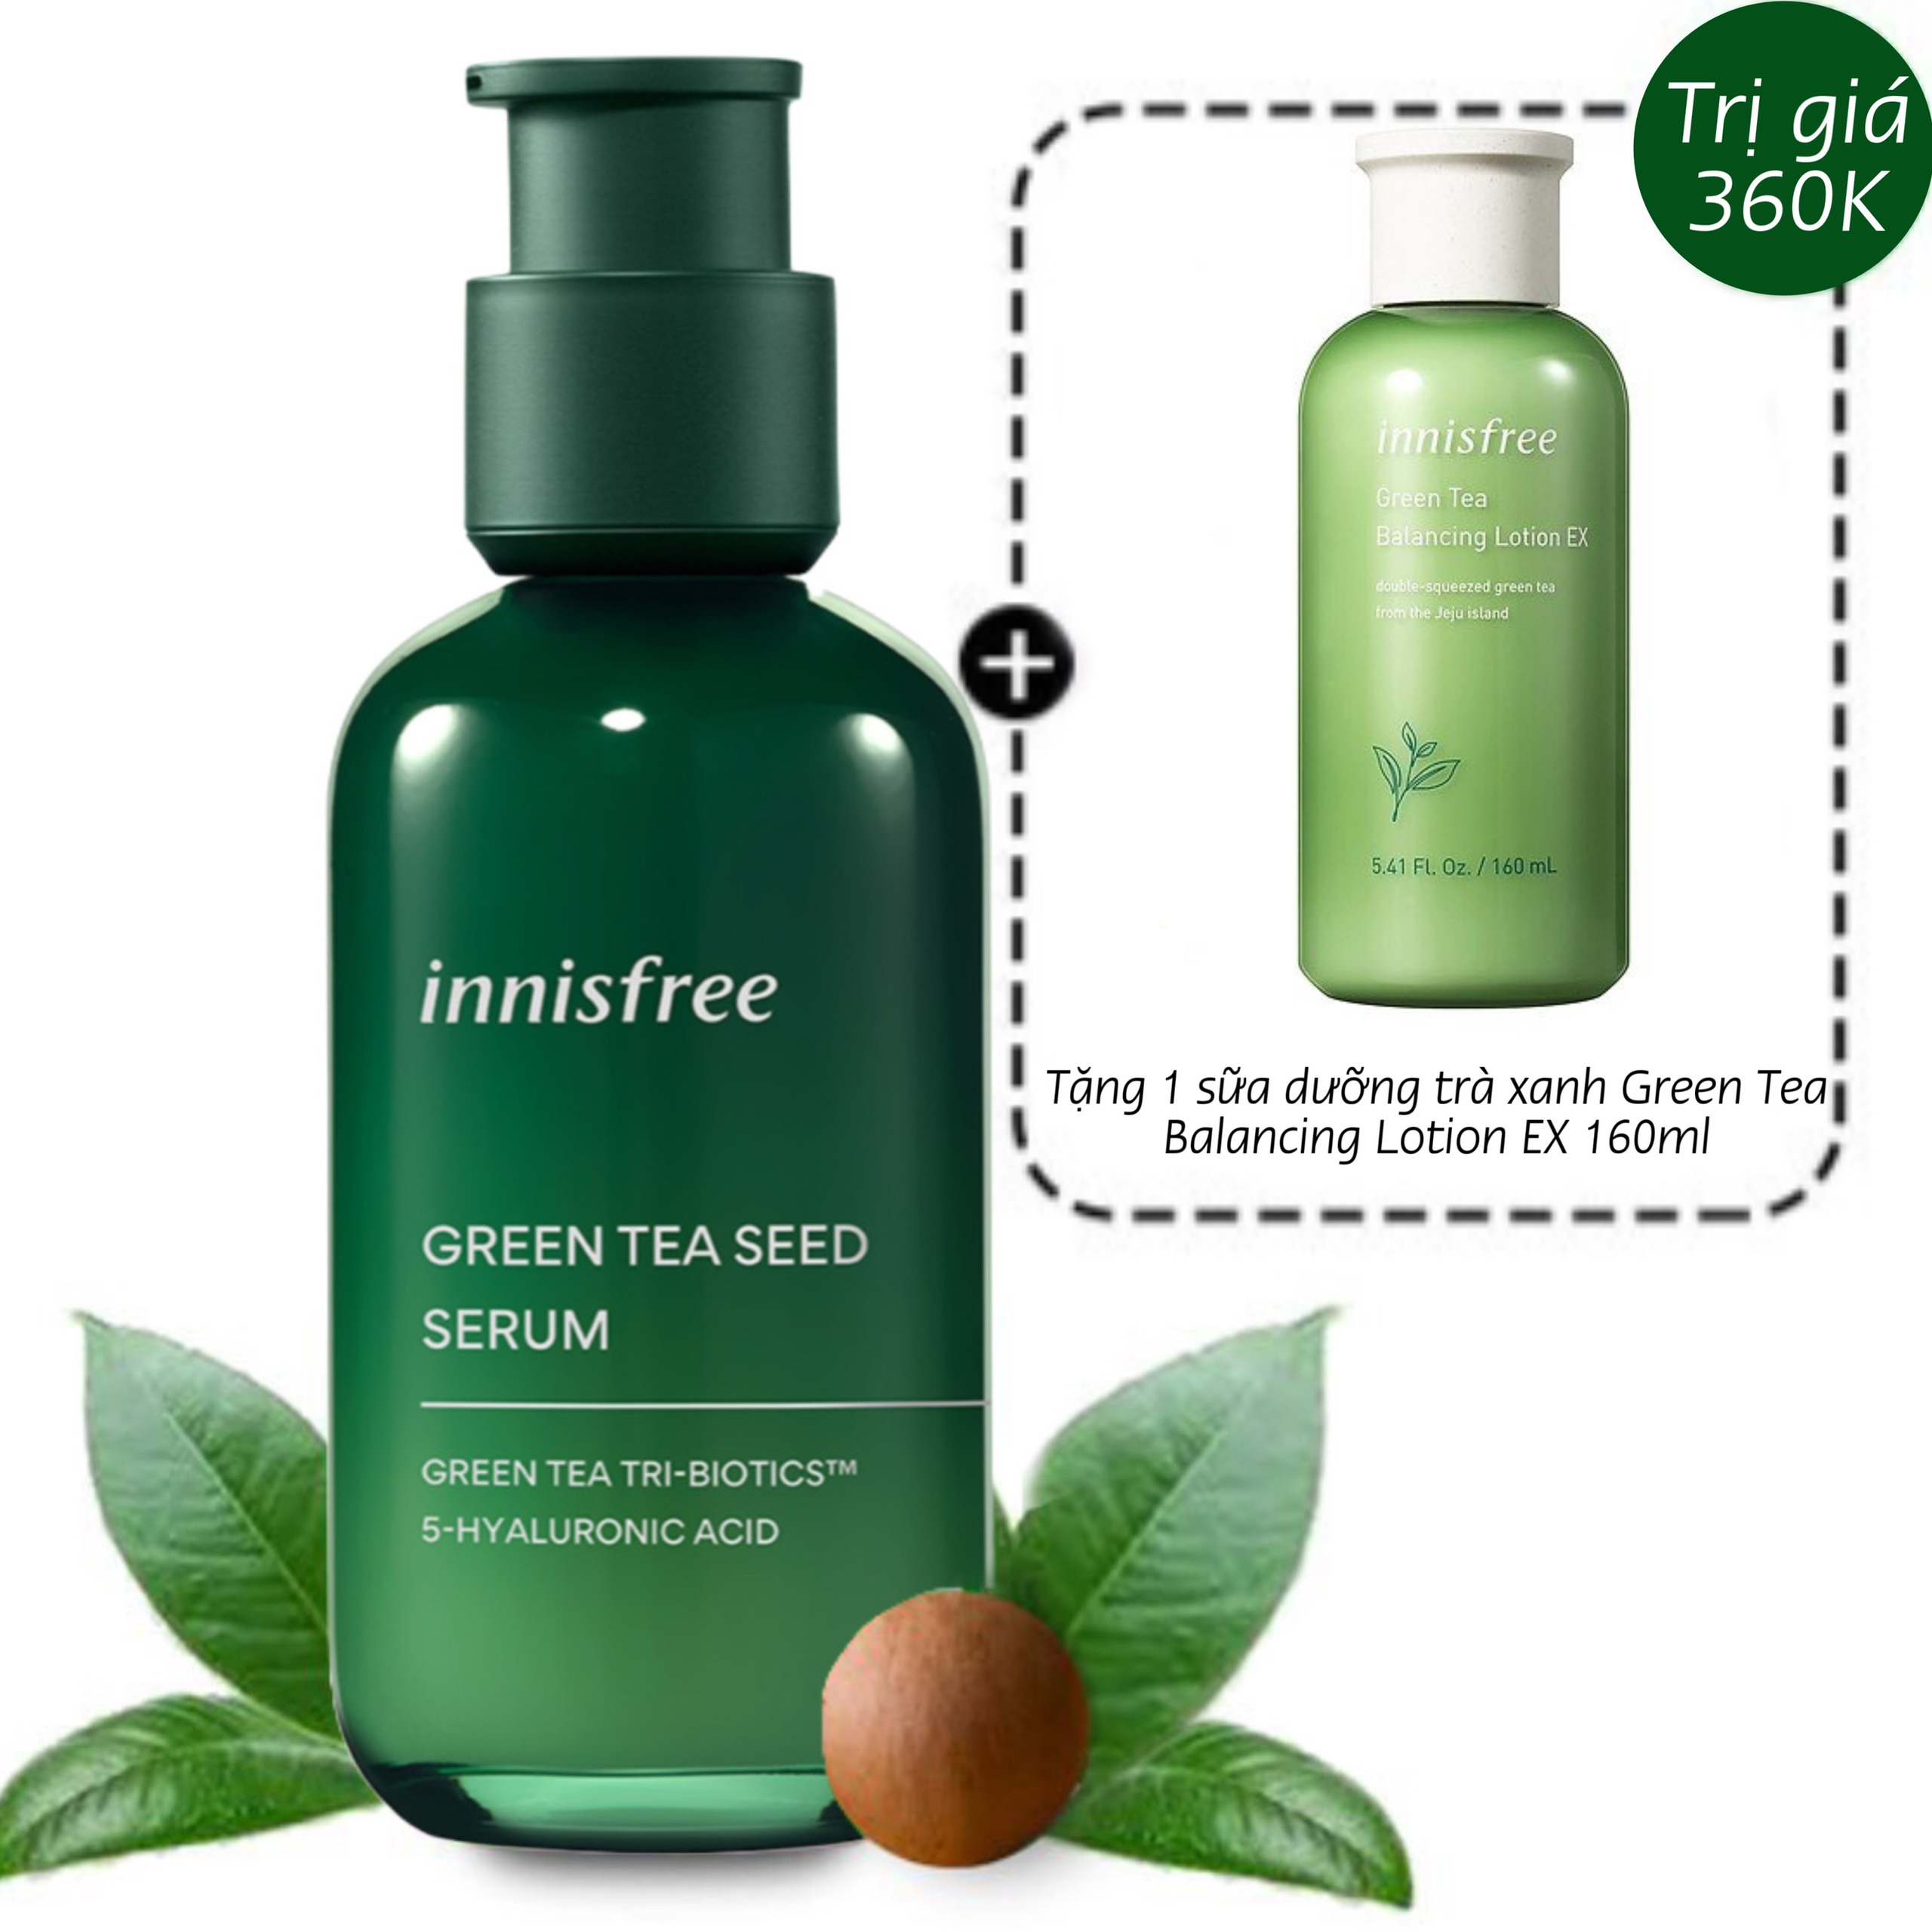 innisfree
GREEN TEA SEED
SERUM
GREEN TEA TRI-BIOTICS™
5-HYALURONIC ACID
Trị giá
360K
innisfree
Green Tea
Balancing Lotion EX
double-squeezed green tea
from the Jeju island
5.41 Fl. Oz. / 160 mL
Tặng 1 sữa dưỡng trà xanh Green Tea
Balancing Lotion EX 160ml